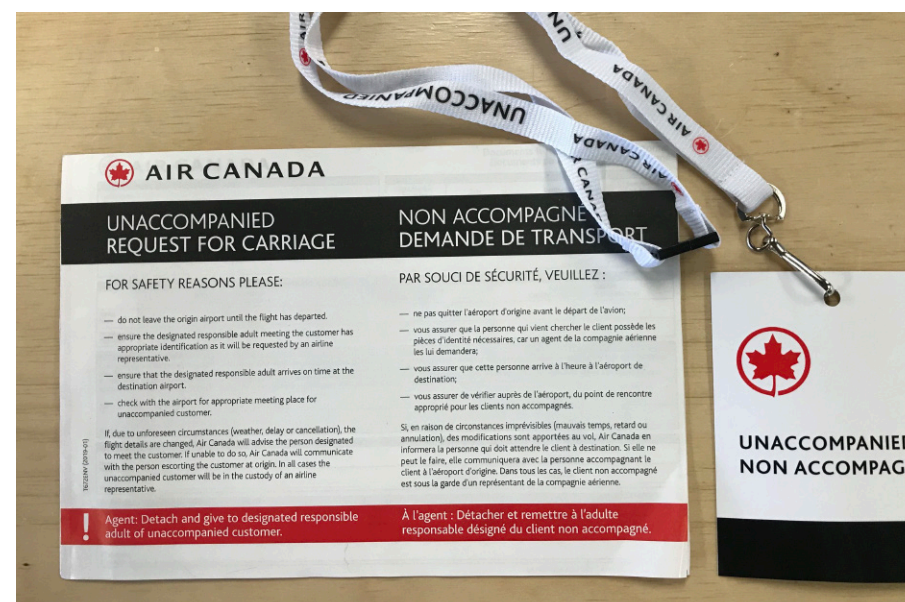 UN
AIR CANADA
UNACCOMPANIED
AIR CANADA
AIR CANADA
AIR CANADA
UNACCOMPANIED
REQUEST FOR CARRIAGE
FOR SAFETY REASONS PLEASE:
— do not leave the origin airport until the flight has departed.
— ensure the designated responsible adult meeting the customer has
appropriate identification as it will be requested by an airline
representative.
— ensure that the designated responsible adult arrives on time at the
destination airport.
— check with the airport for appropriate meeting place for
unaccompanied customer.
If, due to unforeseen circumstances (weather, delay or cancellation), the
flight details are changed, Air Canada will advise the person designated
to meet the customer. If unable to do so, Air Canada will communicate
with the person escorting the customer at origin. In all cases the
unaccompanied customer will be in the custody of an airline
representative.
! Agent: Detach and give to designated responsible
adult of unaccompanied customer.
NON ACCOMPAGNÉ
DEMANDE DE TRANSPORT
PAR SOUCI DE SÉCURITÉ, VEUILLEZ :
— ne pas quitter l'aéroport d'origine avant le départ de l'avion;
— vous assurer que la personne qui vient chercher le client possède les
pièces d'identité nécessaires, car un agent de la compagnie aérienne
les lui demandera;
— vous assurer que cette personne arrive à l'heure à l'aéroport de
destination;
— vous assurer de vérifier auprès de l'aéroport, du point de rencontre
approprié pour les clients non accompagnés.
Si, en raison de circonstances imprévisibles (mauvais temps, retard ou
annulation), des modifications sont apportées au vol, Air Canada en
informera la personne qui doit attendre le client à destination. Si elle ne
peut le faire, elle communiquera avec la personne accompagnant le
client à l'aéroport d'origine. Dans tous les cas, le client non accompagné
est sous la garde d'un représentant de la compagnie aérienne.
À l'agent : Détacher et remettre à l'adulte
responsable désigné du client non accompagné.
UNACCOMPANIE
NON ACCOMPAG